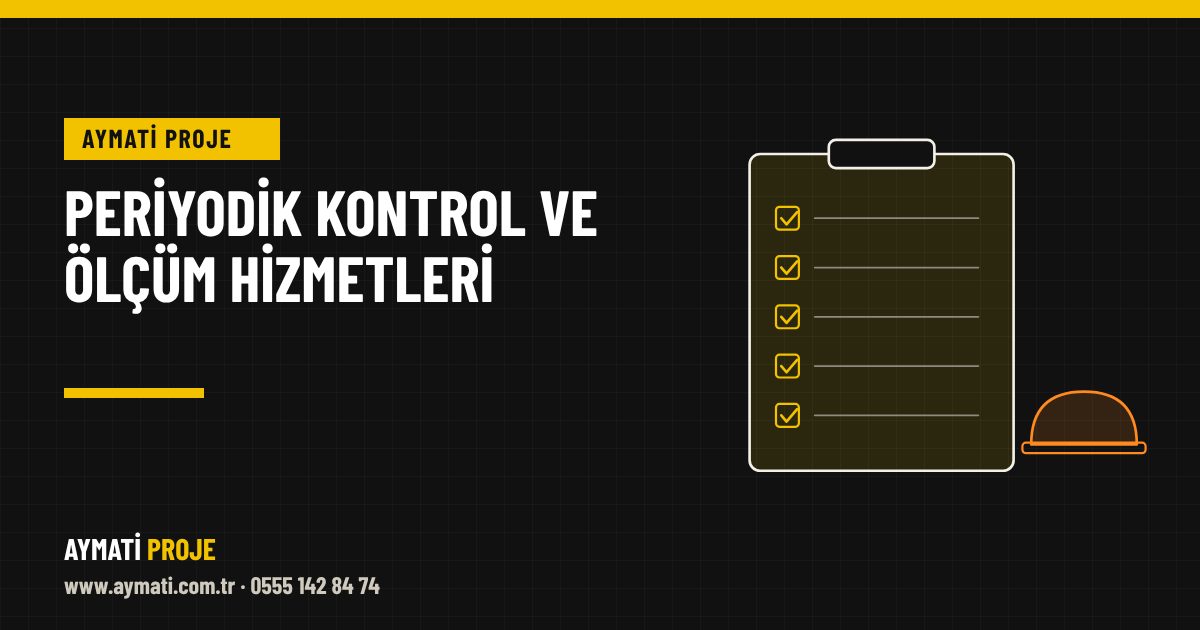 AYMATİ PROJE
PERİYODİK KONTROL VE
ÖLÇÜM HİZMETLERİ
AYMATİ PROJE
www.aymati.com.tr · 0555 142 84 74